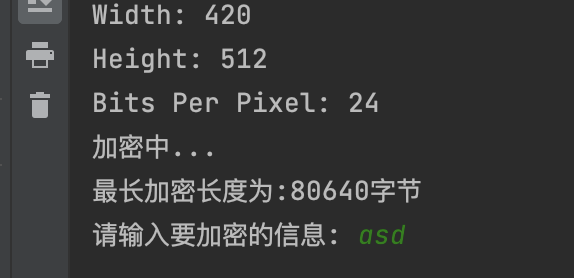 Width: 420
Height: 512
Bits Per Pixel: 24
加密中...
最长加密长度为:80640字节
请输入要加密的信息: asd